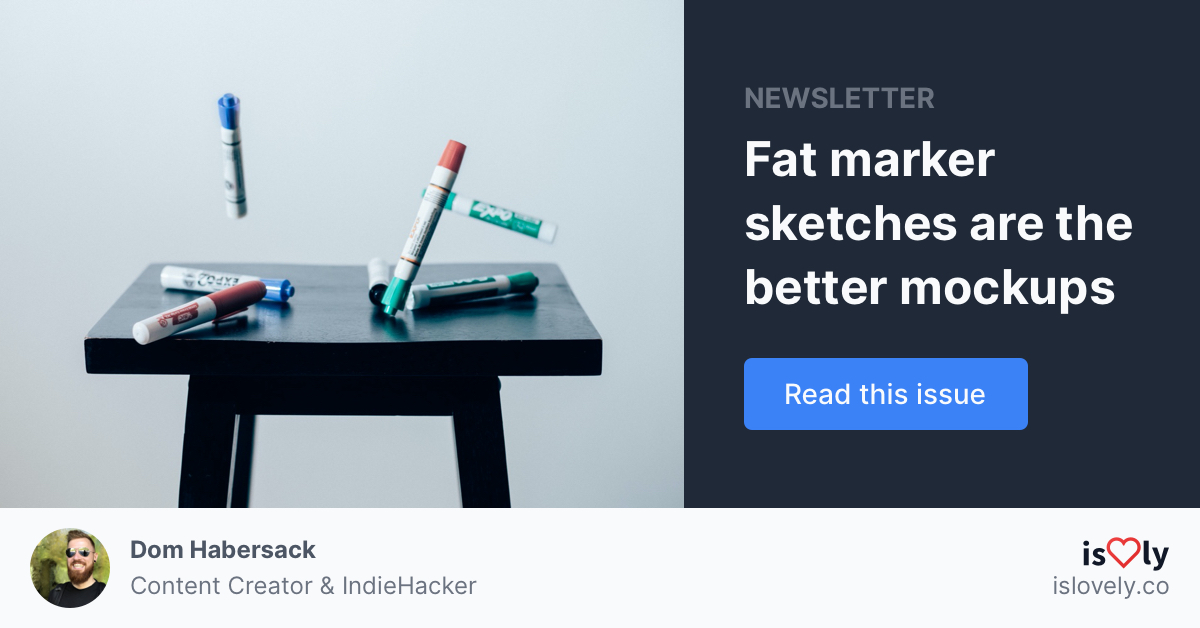 EXPO
NEWSLETTER
Fat marker
sketches are the
better mockups
Read this issue
Dom Habersack
Content Creator & IndieHacker
is ly
islovely.co